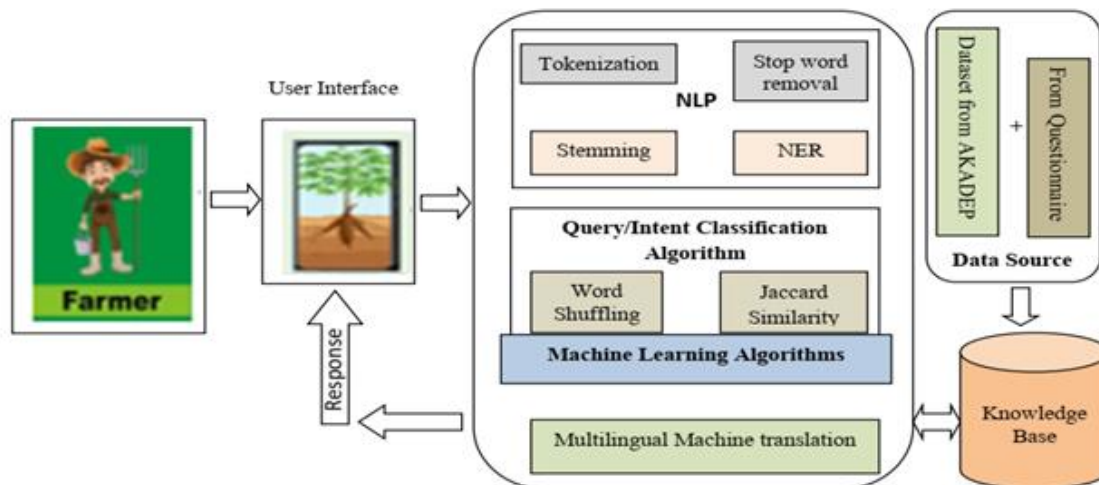 User Interface
Farmer
Response
Tokenization
Stop word
removal
NLP
Stemming
NER
Query/Intent Classification
Algorithm
Word
Shuffling
Jaccard
Similarity
Machine Learning Algorithms
Multilingual Machine translation
Dataset from AKADEP
+
From Questionnaire
Data Source
Knowledge
Base